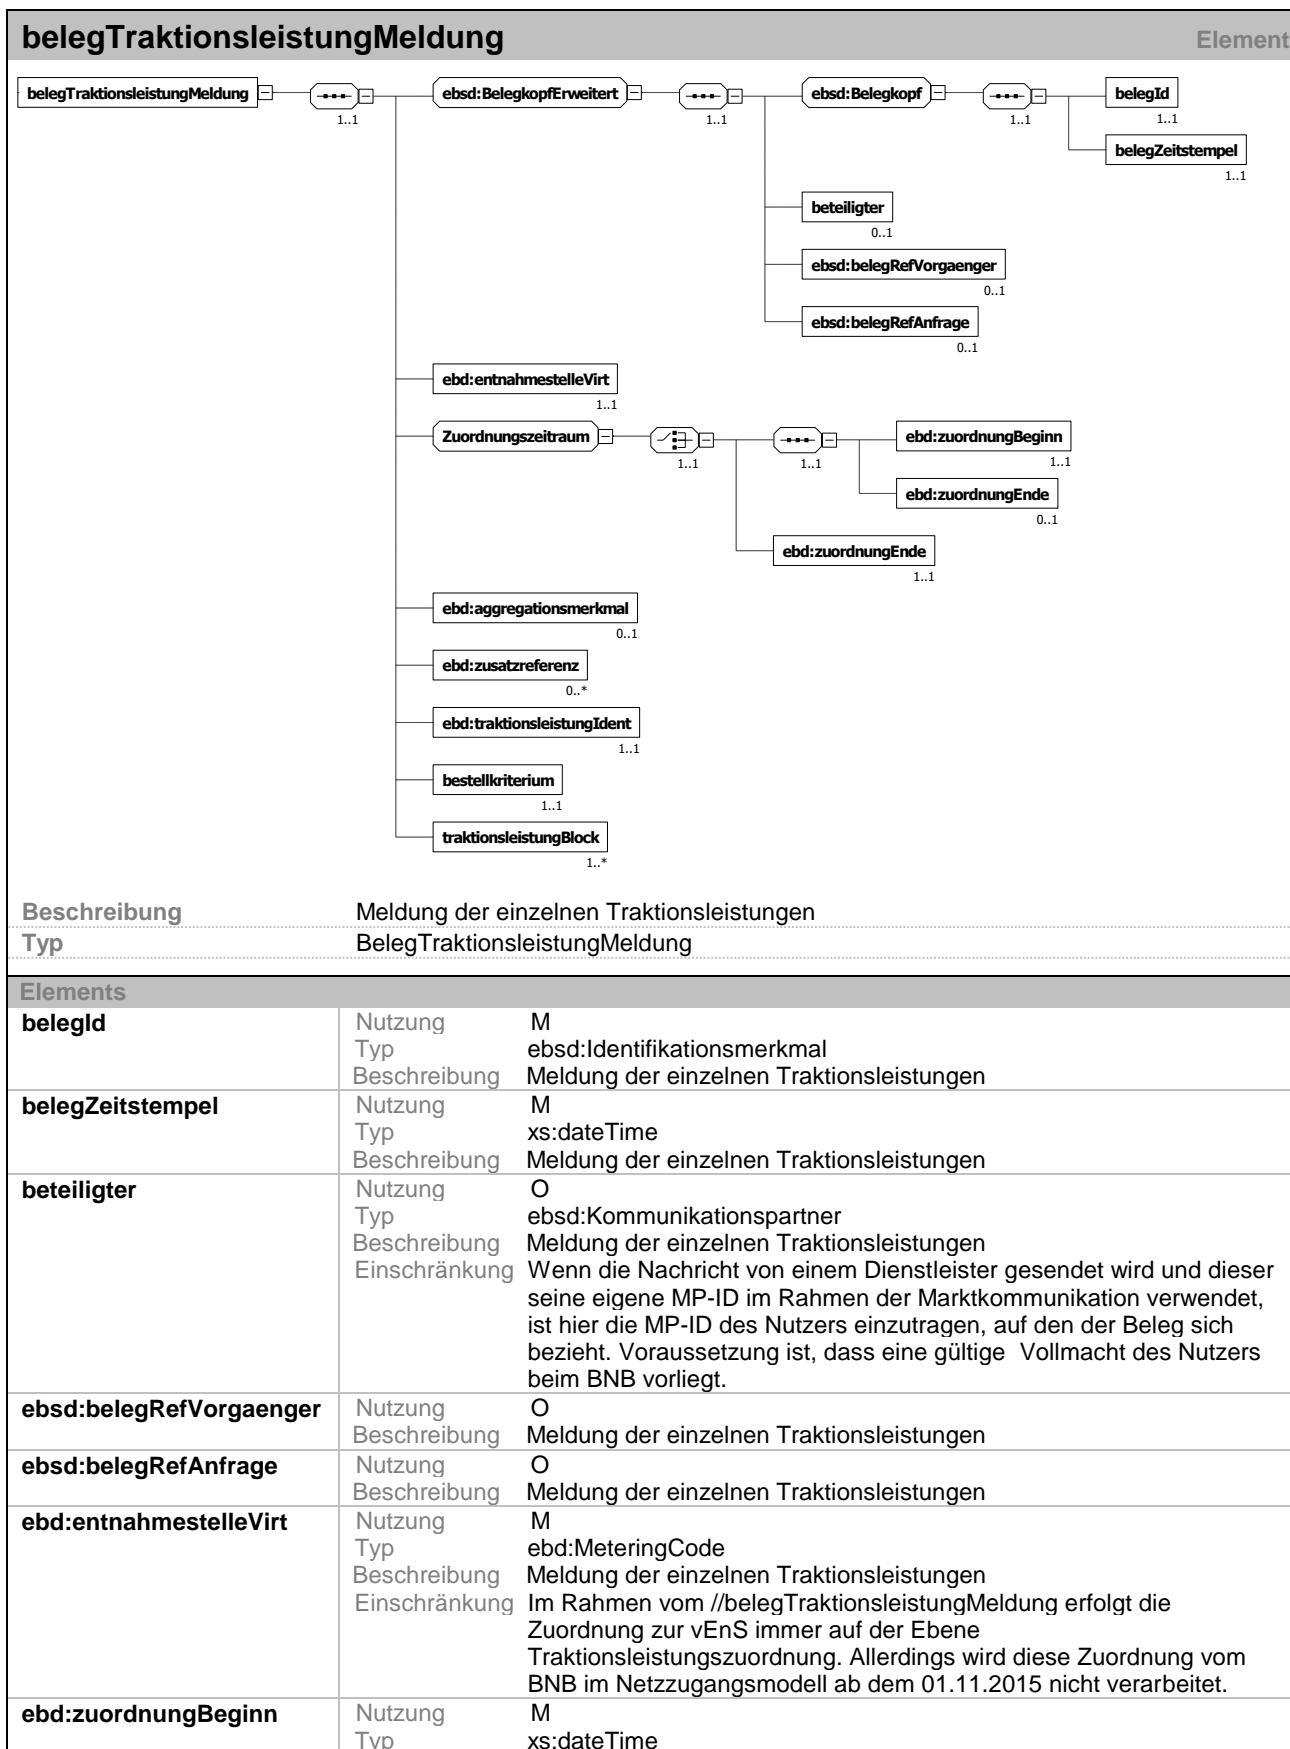 belegTraktionsleistungMeldung Element
belegTraktionsleistungMeldung ebsd:BelegkopfErweitert ebsd:Belegkopf belegId
1..1 1..1 1..1 1..1
belegZeitstempel
1..1
beteiligter
0..1
ebsd:belegRefVorgaenger
0..1
ebsd:belegRefAnfrage
0..1
ebd:entnahmestelleVirt
1..1
Zuordnungszeitraum ebd:zuordnungBeginn
1..1 1..1 1..1
ebd:zuordnungEnde
0..1
ebd:zuordnungEnde
1..1
ebd:aggregationsmerkmal
0..1
ebd:zusatzreferenz
0..*
ebd:traktionsleistungIdent
1..1
bestellkriterium
1..1
traktionsleistungBlock
1..*
Beschreibung Meldung der einzelnen Traktionsleistungen
Typ BelegTraktionsleistungMeldung
Elements
belegId Nutzung M
Typ ebsd:Identifikationsmerkmal
Beschreibung Meldung der einzelnen Traktionsleistungen
belegZeitstempel Nutzung M
Typ xs:dateTime
Beschreibung Meldung der einzelnen Traktionsleistungen
beteiligter Nutzung O
Typ ebsd:Kommunikationspartner
Beschreibung Meldung der einzelnen Traktionsleistungen
Einschränkung Wenn die Nachricht von einem Dienstleister gesendet wird und dieser
seine eigene MP-ID im Rahmen der Marktkommunikation verwendet,
ist hier die MP-ID des Nutzers einzutragen, auf den der Beleg sich
bezieht. Voraussetzung ist, dass eine gültige  Vollmacht des Nutzers
beim BNB vorliegt.
ebsd:belegRefVorgaenger Nutzung O
Beschreibung Meldung der einzelnen Traktionsleistungen
ebsd:belegRefAnfrage Nutzung O
Beschreibung Meldung der einzelnen Traktionsleistungen
ebd:entnahmestelleVirt Nutzung M
Typ ebd:MeteringCode
Beschreibung Meldung der einzelnen Traktionsleistungen
Einschränkung Im Rahmen vom //belegTraktionsleistungMeldung erfolgt die
Zuordnung zur vEnS immer auf der Ebene
Traktionsleistungszuordnung. Allerdings wird diese Zuordnung vom
BNB im Netzzugangsmodell ab dem 01.11.2015 nicht verarbeitet.
ebd:zuordnungBeginn Nutzung M
Typ xs:dateTime